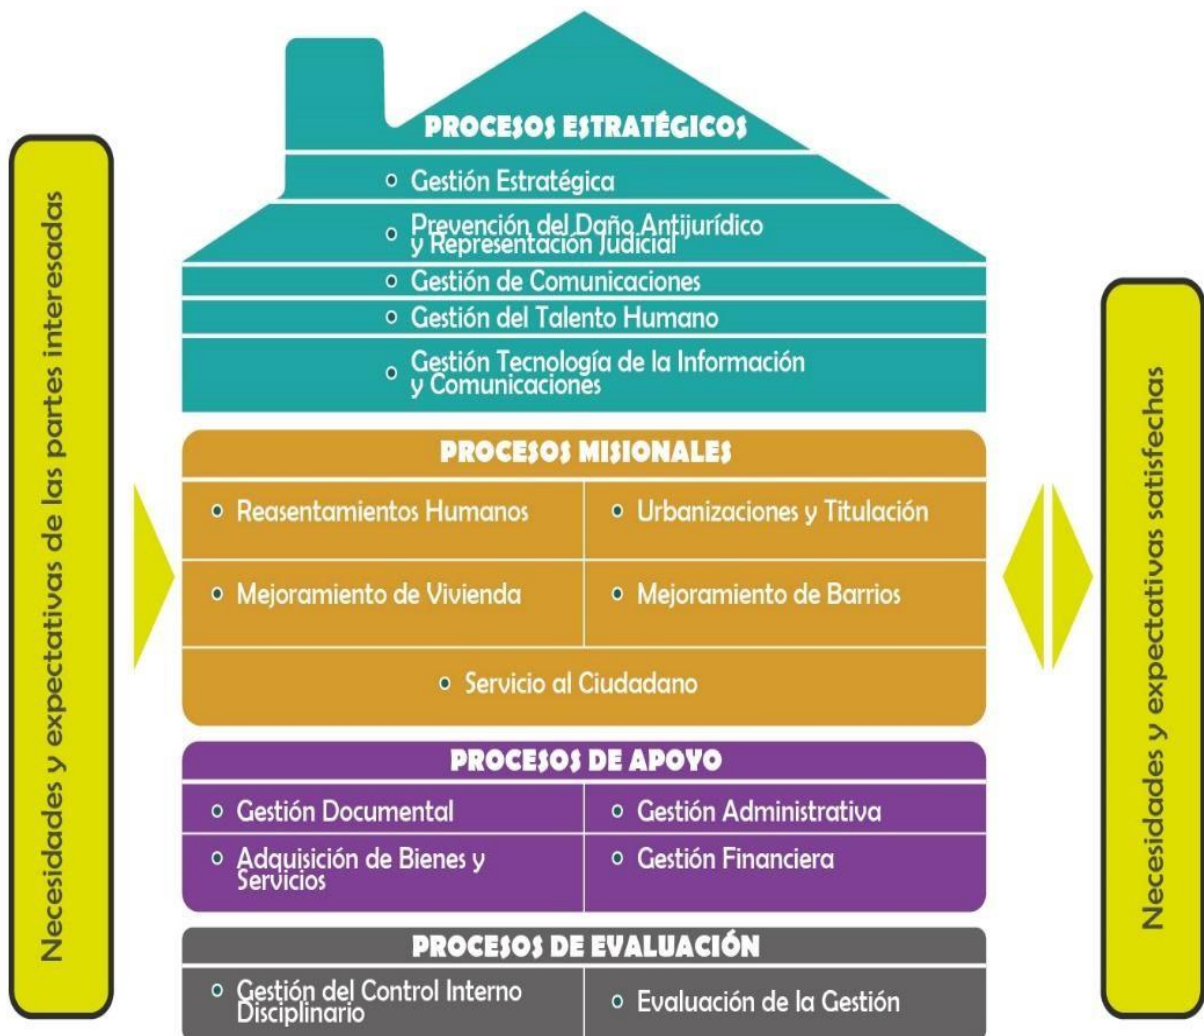 Necesidades y expectativas de las partes interesadas
PROCESOS ESTRATÉGICOS
Gestión Estratégica
Prevención del Daño Antijurídico
y Representación Judicial
Gestión de Comunicaciones
Gestión del Talento Humano
Gestión Tecnología de la Información
y Comunicaciones
PROCESOS MISIONALES
Reasentamientos Humanos
Urbanizaciones y Titulación
Mejoramiento de Vivienda
Mejoramiento de Barrios
Servicio al Ciudadano
PROCESOS DE APOYO
Gestión Documental
Gestión Administrativa
Adquisición de Bienes y
Servicios
Gestión Financiera
PROCESOS DE EVALUACIÓN
Gestión del Control Interno
Disciplinario
Evaluación de la Gestión
Necesidades y expectativas satisfechas